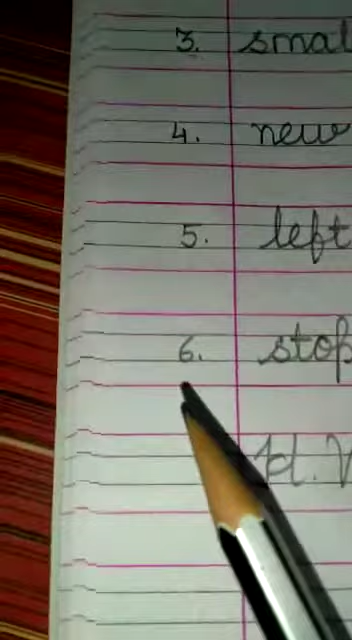 3. smal
4. new
5. left
6. stop
H.W